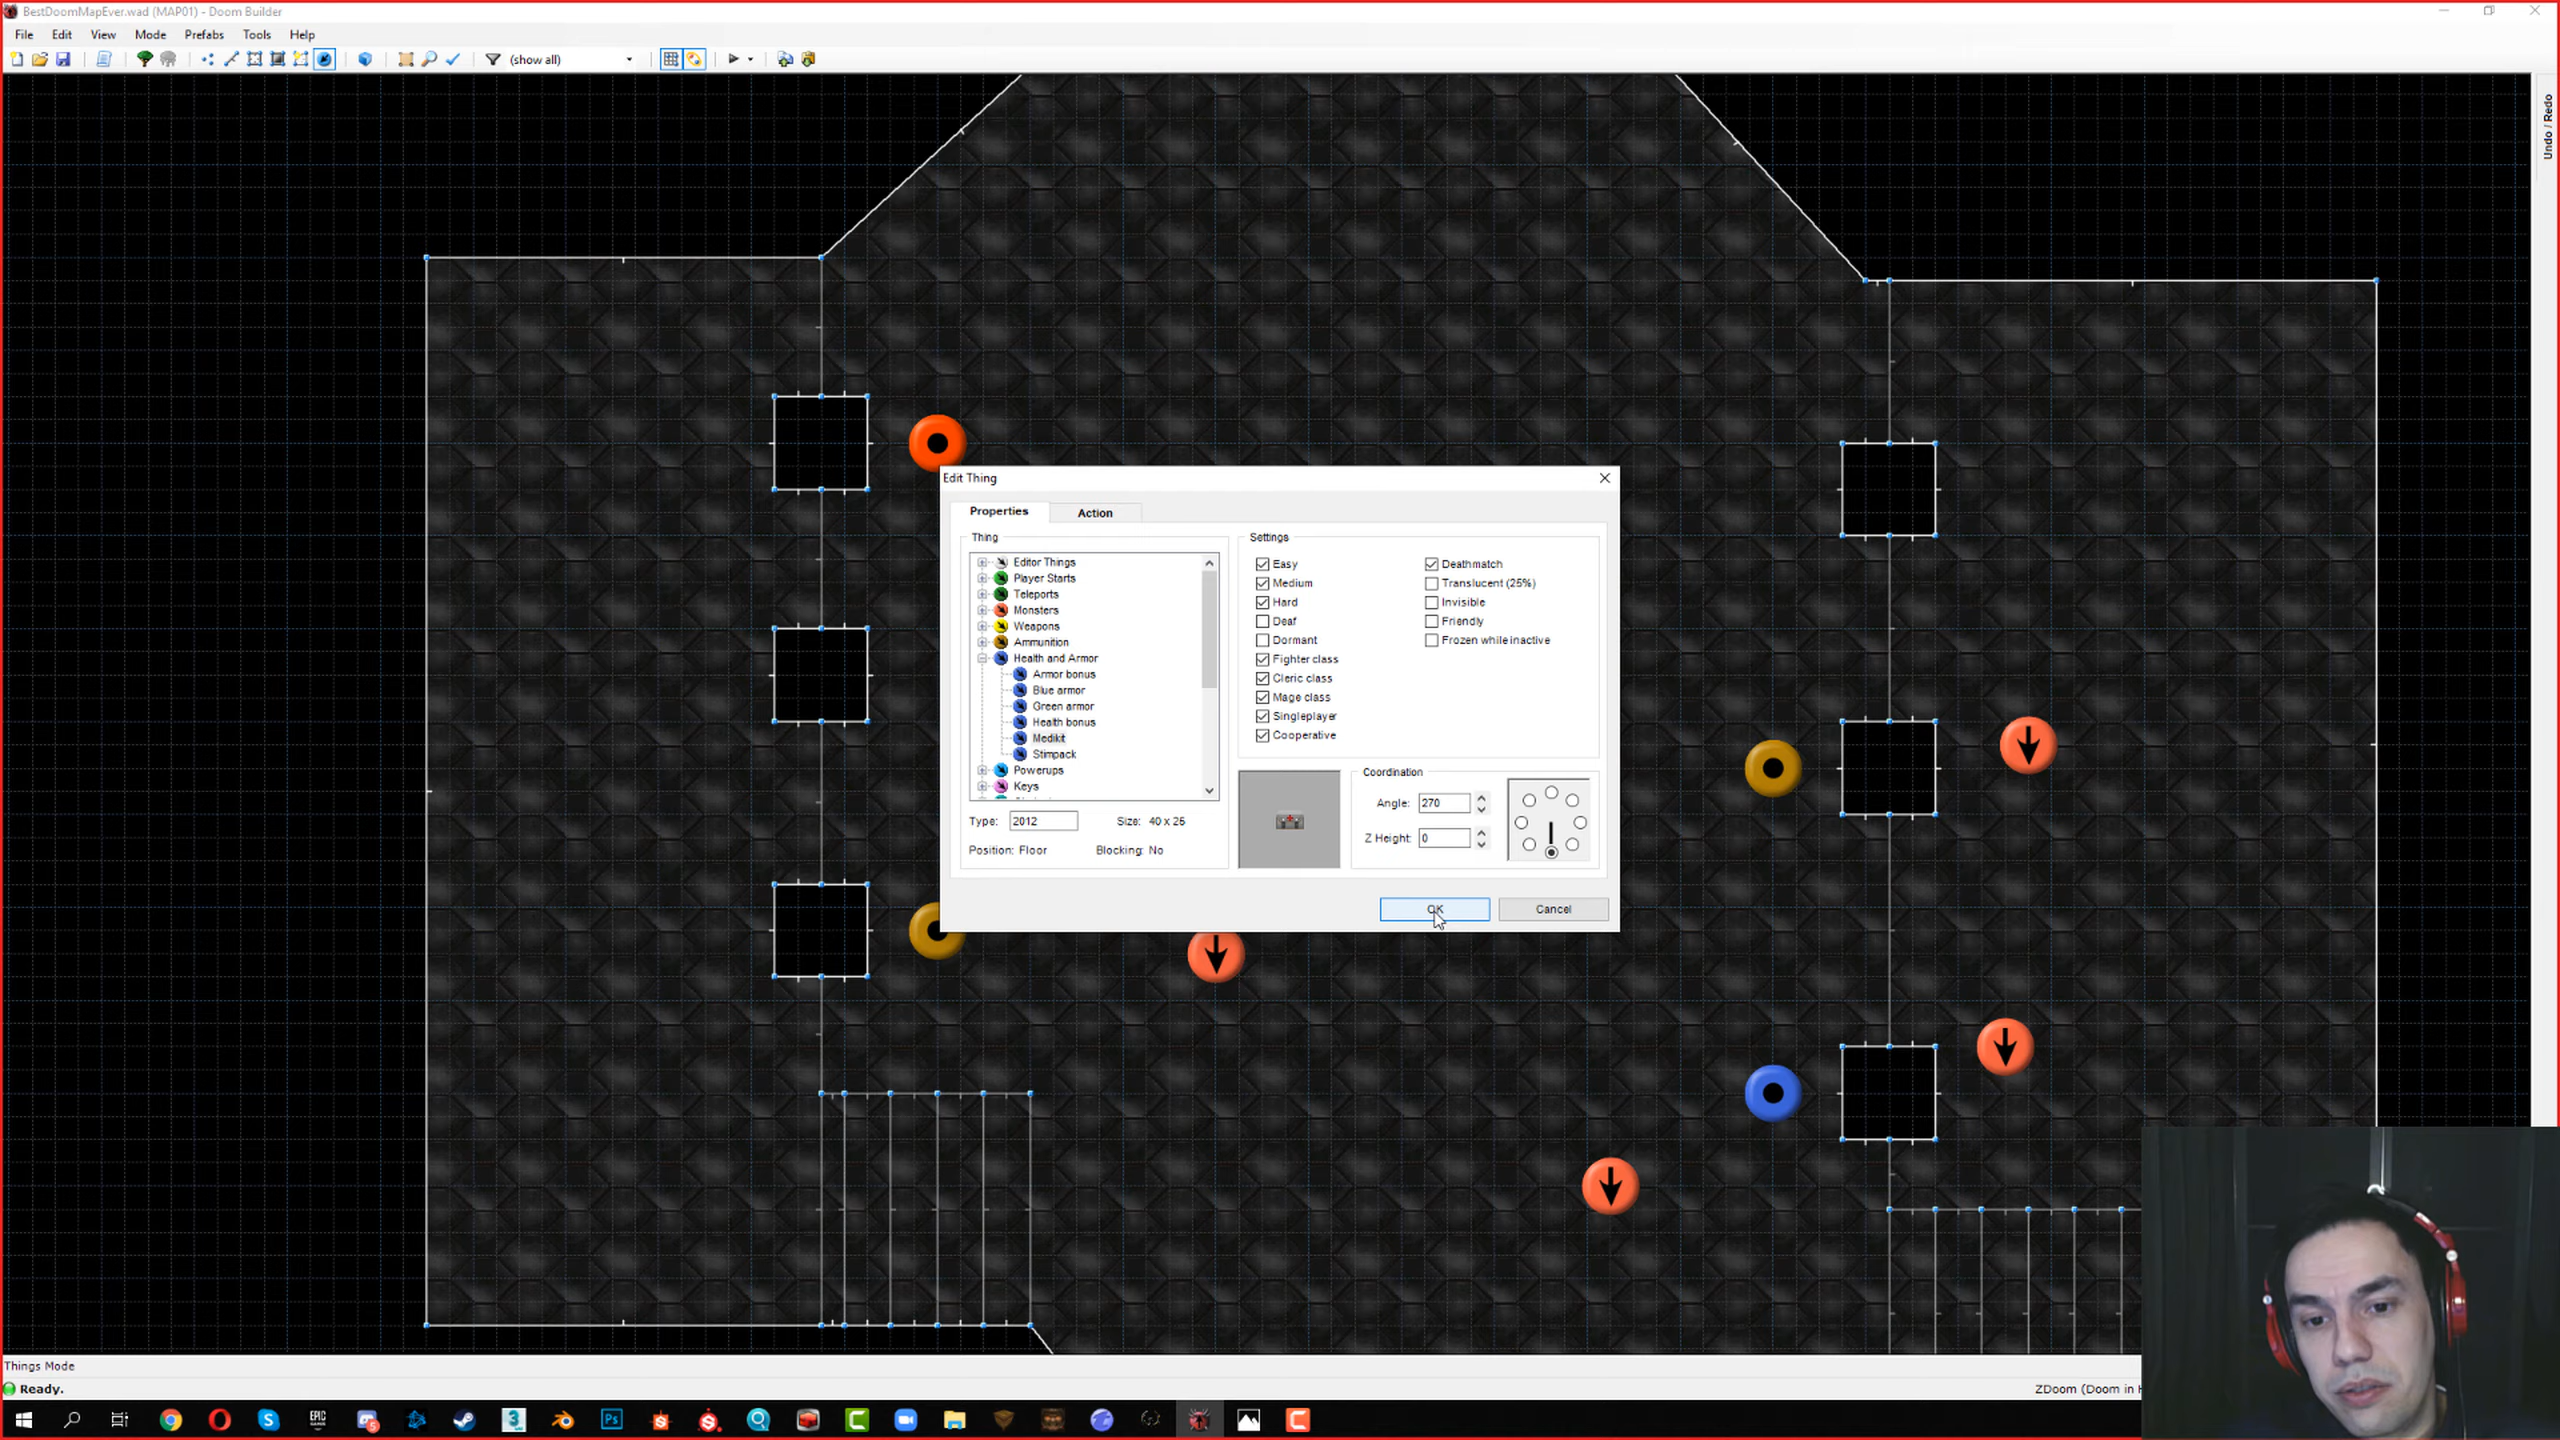 BestDoomMapEver.wad (MAP01) - Doom Builder
File Edit View Mode Prefabs Tools Help
(show all)
Undo / Redo
Edit Thing
Properties Action
Thing
Editor Things
Player Starts
Teleports
Monsters
Weapons
Ammunition
Health and Armor
Armor bonus
Blue armor
Green armor
Health bonus
Medikit
Stimpack
Powerups
Keys
Type: 2012 Size: 40 x 25
Position: Floor Blocking: No
Settings
Easy Deathmatch
Medium Translucent (25%)
Hard Invisible
Deaf Friendly
Dormant Frozen while inactive
Fighter class
Cleric class
Mage class
Singleplayer
Cooperative
Coordination
Angle: 270
Z Height: 0
OK Cancel
Things Mode
Ready. ZDoom (Doom in
EPIC
GAMES
3
Ps